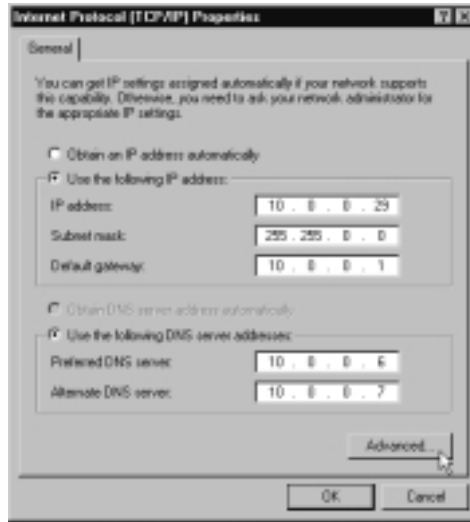 Internet Protocol (TCP/IP) Properties
General
You can get IP settings assigned automatically if your network supports
this capability. Otherwise, you need to ask your network administrator for
the appropriate IP settings.
Obtain an IP address automatically
Use the following IP address:
IP address: 10 . 0 . 0 . 29
Subnet mask: 255 . 255 . 0 . 0
Default gateway: 10 . 0 . 0 . 1
Obtain DNS server address automatically
Use the following DNS server addresses:
Preferred DNS server: 10 . 0 . 0 . 6
Alternate DNS server: 10 . 0 . 0 . 7
Advanced...
OK Cancel